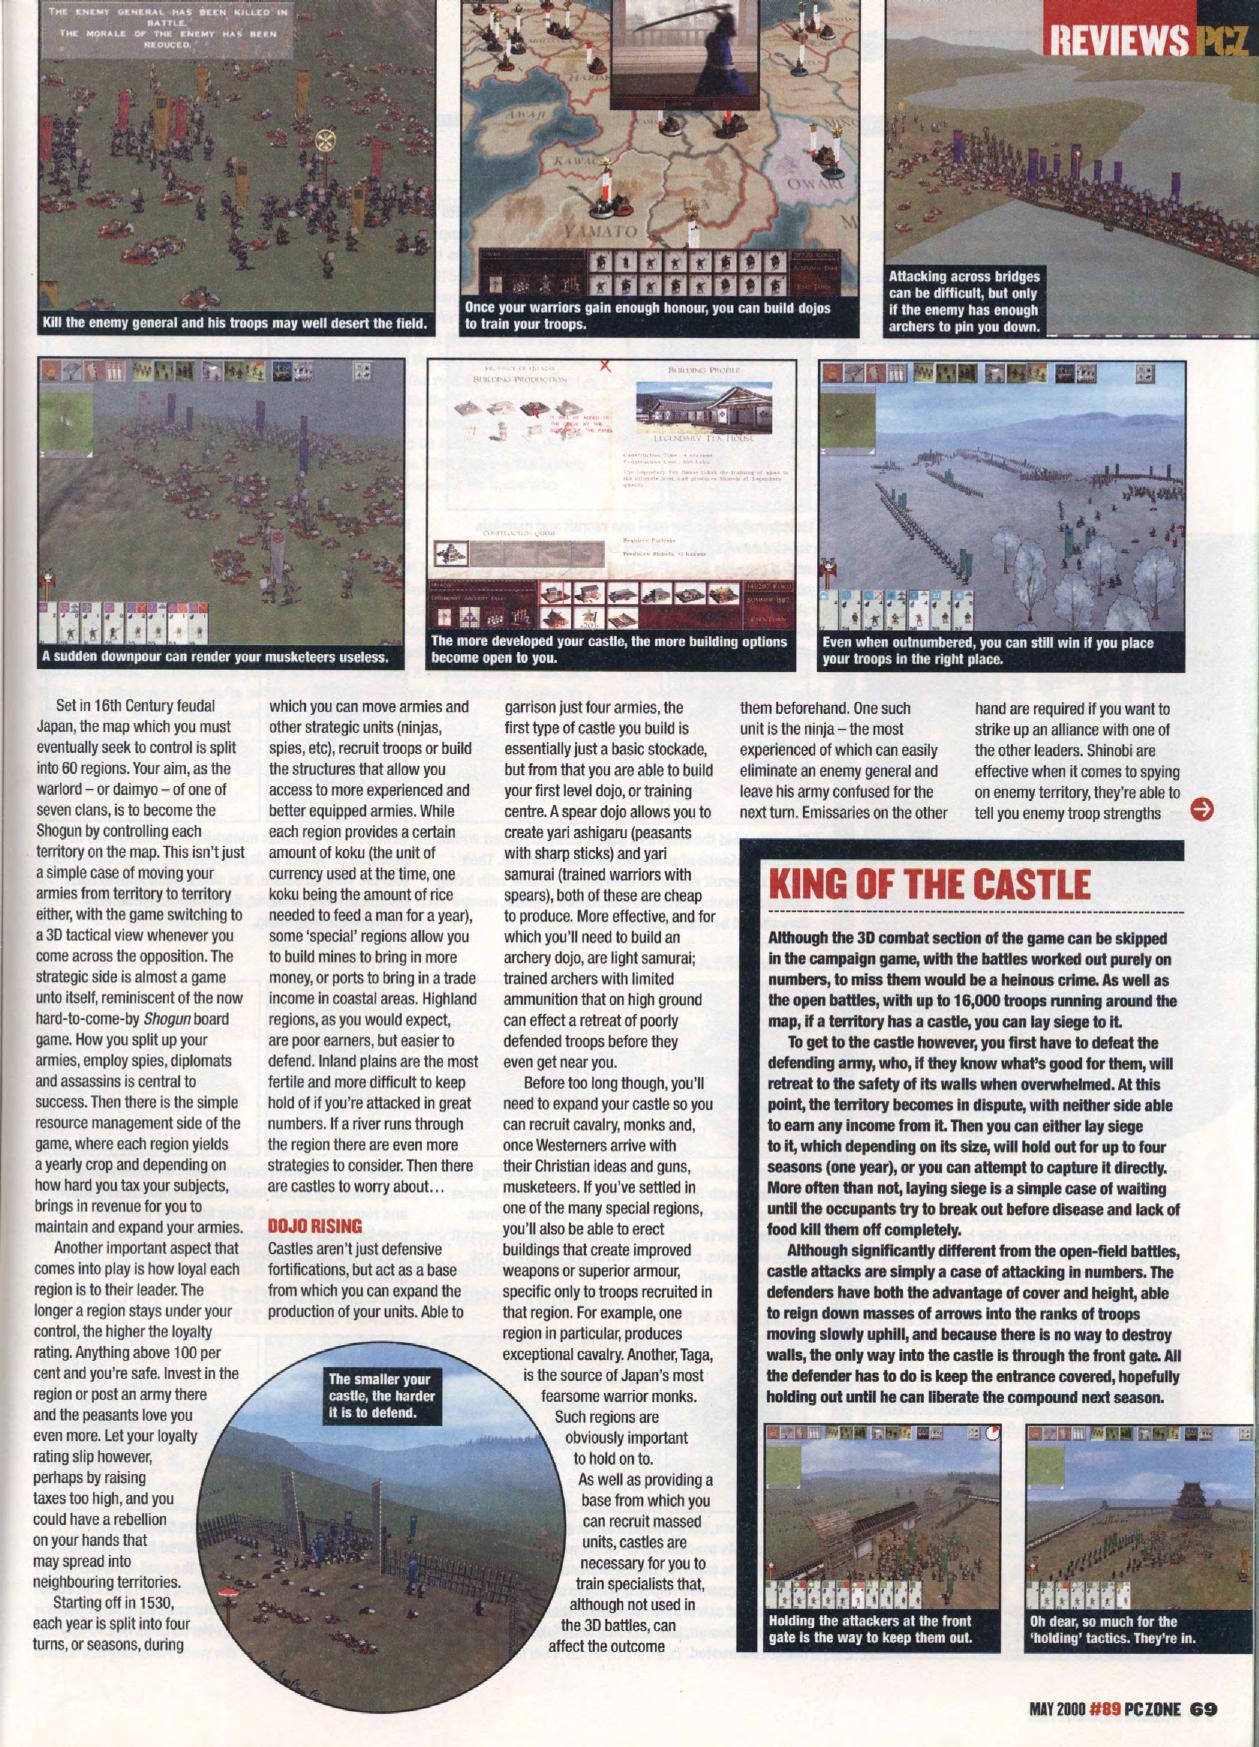 THE ENEMY GENERAL HAS BEEN KILLED IN
BATTLE.
THE MORALE OF THE ENEMY HAS BEEN
REDUCED.
Kill the enemy general and his troops may well desert the field.
AWAJI
YAMATO
OWARI
Once your warriors gain enough honour, you can build dojos
to train your troops.
REVIEWS PCZ
Attacking across bridges
can be difficult, but only
if the enemy has enough
archers to pin you down.
A sudden downpour can render your musketeers useless.
BUILDING PRODUCTION
BUILDING PROFILE
LEGENDARY TEA HOUSE
CONSTRUCTION QUEUE
The more developed your castle, the more building options
become open to you.
Even when outnumbered, you can still win if you place
your troops in the right place.
Set in 16th Century feudal
Japan, the map which you must
eventually seek to control is split
into 60 regions. Your aim, as the
warlord – or daimyo – of one of
seven clans, is to become the
Shogun by controlling each
territory on the map. This isn't just
a simple case of moving your
armies from territory to territory
either, with the game switching to
a 3D tactical view whenever you
come across the opposition. The
strategic side is almost a game
unto itself, reminiscent of the now
hard-to-come-by Shogun board
game. How you split up your
armies, employ spies, diplomats
and assassins is central to
success. Then there is the simple
resource management side of the
game, where each region yields
a yearly crop and depending on
how hard you tax your subjects,
brings in revenue for you to
maintain and expand your armies.
Another important aspect that
comes into play is how loyal each
region is to their leader. The
longer a region stays under your
control, the higher the loyalty
rating. Anything above 100 per
cent and you're safe. Invest in the
region or post an army there
and the peasants love you
even more. Let your loyalty
rating slip however,
perhaps by raising
taxes too high, and you
could have a rebellion
on your hands that
may spread into
neighbouring territories.
Starting off in 1530,
each year is split into four
turns, or seasons, during
which you can move armies and
other strategic units (ninjas,
spies, etc), recruit troops or build
the structures that allow you
access to more experienced and
better equipped armies. While
each region provides a certain
amount of koku (the unit of
currency used at the time, one
koku being the amount of rice
needed to feed a man for a year),
some 'special' regions allow you
to build mines to bring in more
money, or ports to bring in a trade
income in coastal areas. Highland
regions, as you would expect,
are poor earners, but easier to
defend. Inland plains are the most
fertile and more difficult to keep
hold of if you're attacked in great
numbers. If a river runs through
the region there are even more
strategies to consider. Then there
are castles to worry about...
DOJO RISING
Castles aren't just defensive
fortifications, but act as a base
from which you can expand the
production of your units. Able to
The smaller your
castle, the harder
it is to defend.
garrison just four armies, the
first type of castle you build is
essentially just a basic stockade,
but from that you are able to build
your first level dojo, or training
centre. A spear dojo allows you to
create yari ashigaru (peasants
with sharp sticks) and yari
samurai (trained warriors with
spears), both of these are cheap
to produce. More effective, and for
which you'll need to build an
archery dojo, are light samurai;
trained archers with limited
ammunition that on high ground
can effect a retreat of poorly
defended troops before they
even get near you.
Before too long though, you'll
need to expand your castle so you
can recruit cavalry, monks and,
once Westerners arrive with
their Christian ideas and guns,
musketeers. If you've settled in
one of the many special regions,
you'll also be able to erect
buildings that create improved
weapons or superior armour,
specific only to troops recruited in
that region. For example, one
region in particular, produces
exceptional cavalry. Another, Taga,
is the source of Japan's most
fearsome warrior monks.
Such regions are
obviously important
to hold on to.
As well as providing a
base from which you
can recruit massed
units, castles are
necessary for you to
train specialists that,
although not used in
the 3D battles, can
affect the outcome
them beforehand. One such
unit is the ninja – the most
experienced of which can easily
eliminate an enemy general and
leave his army confused for the
next turn. Emissaries on the other
hand are required if you want to
strike up an alliance with one of
the other leaders. Shinobi are
effective when it comes to spying
on enemy territory, they're able to
tell you enemy troop strengths
KING OF THE CASTLE
Although the 3D combat section of the game can be skipped
in the campaign game, with the battles worked out purely on
numbers, to miss them would be a heinous crime. As well as
the open battles, with up to 16,000 troops running around the
map, if a territory has a castle, you can lay siege to it.
To get to the castle however, you first have to defeat the
defending army, who, if they know what's good for them, will
retreat to the safety of its walls when overwhelmed. At this
point, the territory becomes in dispute, with neither side able
to earn any income from it. Then you can either lay siege
to it, which depending on its size, will hold out for up to four
seasons (one year), or you can attempt to capture it directly.
More often than not, laying siege is a simple case of waiting
until the occupants try to break out before disease and lack of
food kill them off completely.
Although significantly different from the open-field battles,
castle attacks are simply a case of attacking in numbers. The
defenders have both the advantage of cover and height, able
to reign down masses of arrows into the ranks of troops
moving slowly uphill, and because there is no way to destroy
walls, the only way into the castle is through the front gate. All
the defender has to do is keep the entrance covered, hopefully
holding out until he can liberate the compound next season.
Holding the attackers at the front
gate is the way to keep them out.
Oh dear, so much for the
'holding' tactics. They're in.
MAY 2000 #89 PC ZONE 69